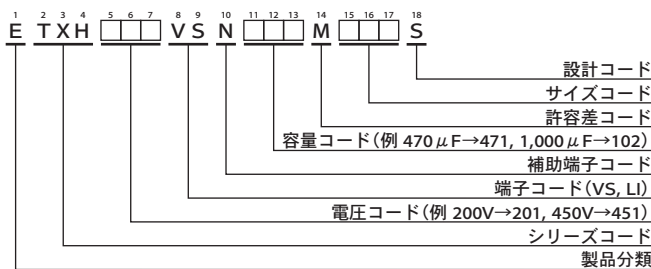 1 2 3 4 5 6 7 8 9 10 11 12 13 14 15 16 17 18
E TXH □□□ VS N □□□ M □□□ S
設計コード
サイズコード
許容差コード
容量コード(例 470μF→471, 1,000μF→102)
補助端子コード
端子コード(VS, LI)
電圧コード(例 200V→201, 450V→451)
シリーズコード
製品分類